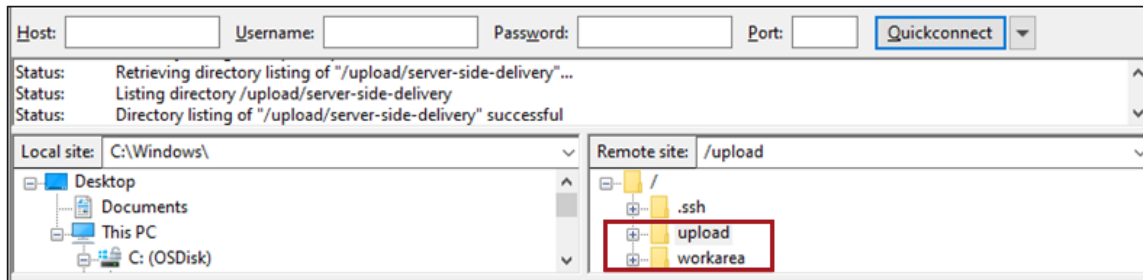 Host: Username: Password: Port: Quickconnect
Status: Retrieving directory listing of "/upload/server-side-delivery"...
Status: Listing directory /upload/server-side-delivery
Status: Directory listing of "/upload/server-side-delivery" successful
Local site: C:\Windows\
Desktop
Documents
This PC
C: (OSDisk)
Remote site: /upload
/
.ssh
upload
workarea